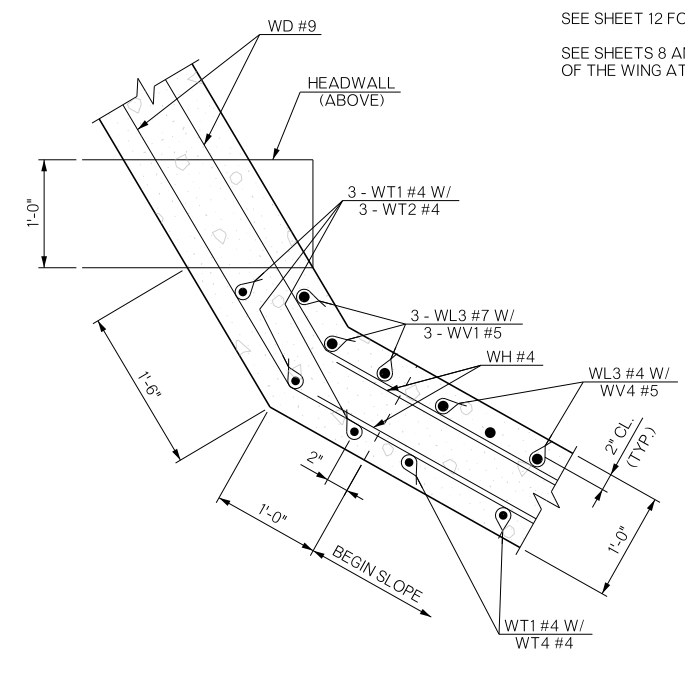 SEE SHEET 12 FO
WD #9
SEE SHEETS 8 A
OF THE WING AT
HEADWALL
(ABOVE)
1'-0"
3 - WT1 #4 W/
3 - WT2 #4
3 - WL3 #7 W/
3 - WV1 #5
WH #4
WL3 #4 W/
WV4 #5
1'-6"
2" CL.
(TYP.)
2"
1'-0"
1'-0"
BEGIN SLOPE
WT1 #4 W/
WT4 #4